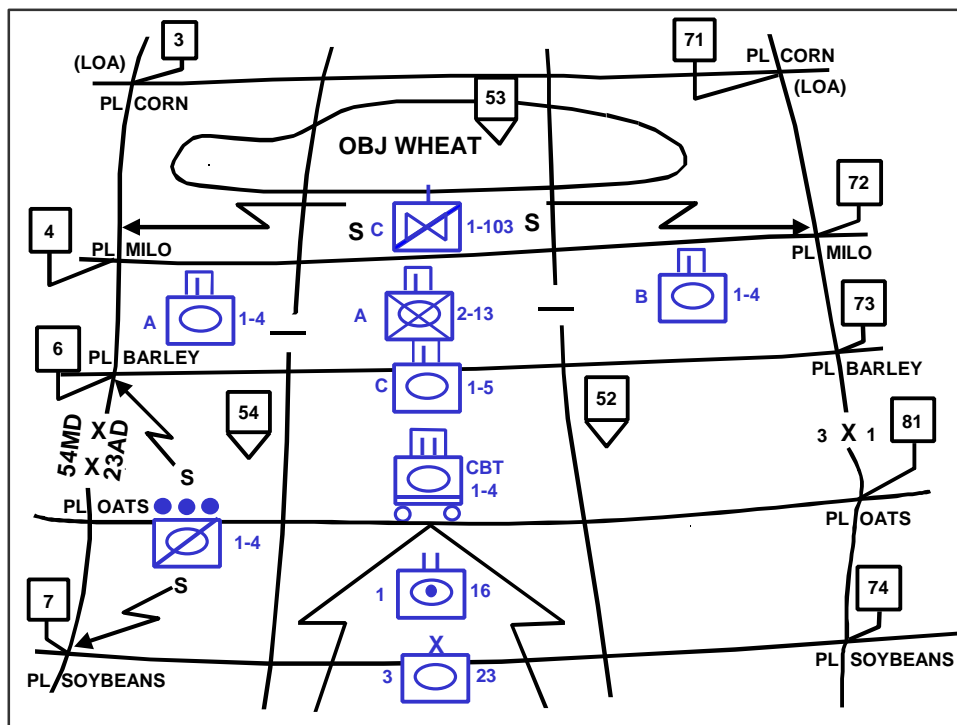 3
71
(LOA)
PL CORN
PL CORN
(LOA)
53
OBJ WHEAT
72
4
S
C
1-103
S
PL MILO
PL MILO
A
1-4
A
2-13
B
1-4
73
6
PL BARLEY
PL BARLEY
C
1-5
54
52
54MD
X
X
23AD
3
X
1
81
S
CBT
1-4
PL OATS
PL OATS
1-4
S
1
16
7
74
X
3
23
PL SOYBEANS
PL SOYBEANS